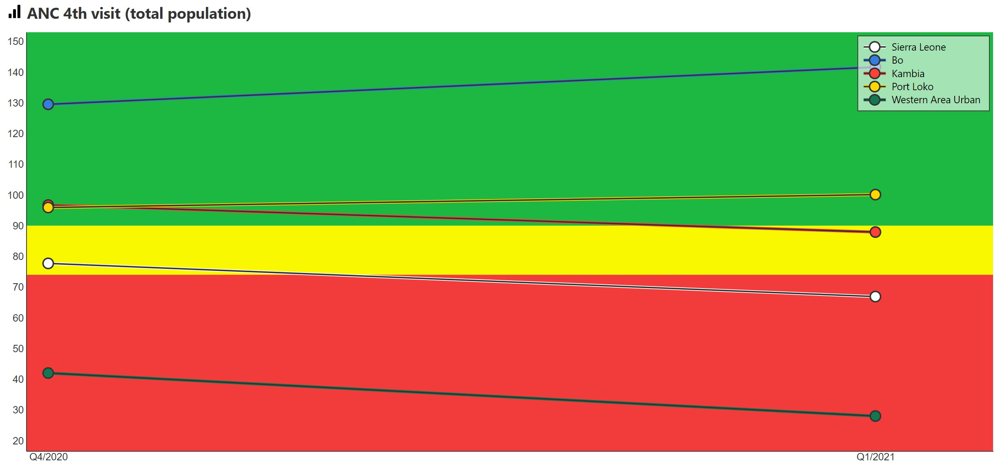 ANC 4th visit (total population)
150
140
130
120
110
100
90
80
70
60
50
40
30
20
Sierra Leone
Bo
Kambia
Port Loko
Western Area Urban
Q4/2020 Q1/2021